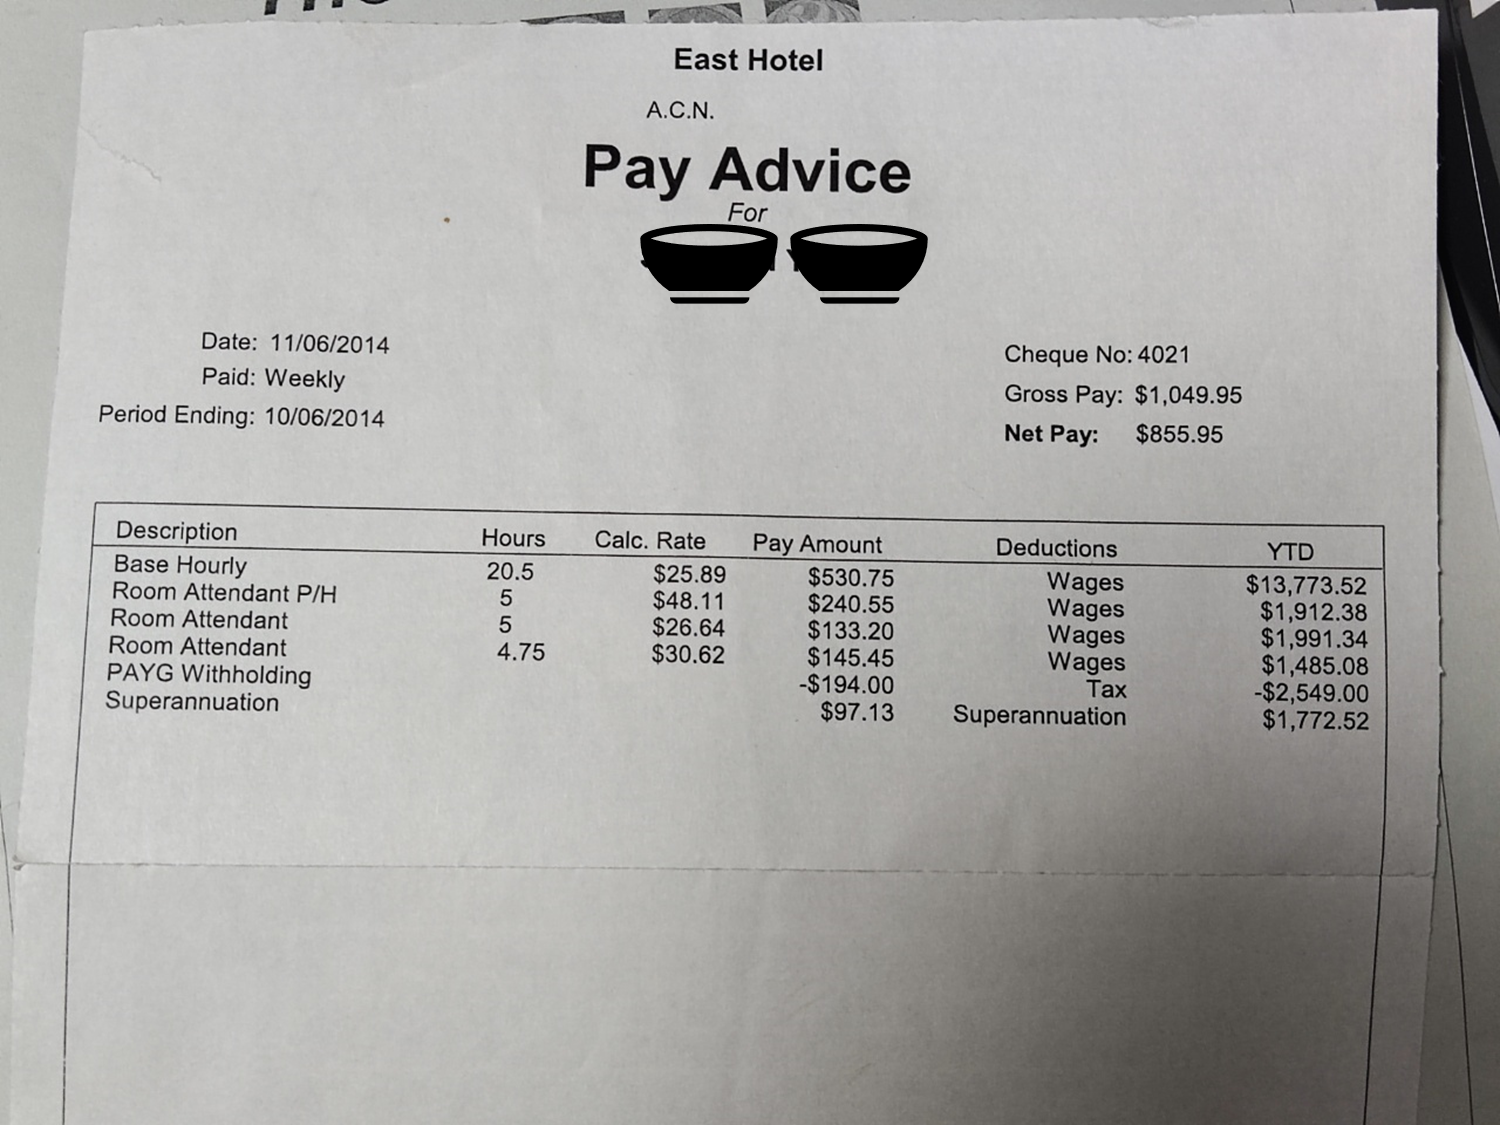 East Hotel
A.C.N.
Pay Advice
For
Date: 11/06/2014
Paid: Weekly
Period Ending: 10/06/2014
Cheque No: 4021
Gross Pay: $1,049.95
Net Pay: $855.95
Description Hours Calc. Rate Pay Amount Deductions YTD
Base Hourly 20.5 $25.89 $530.75 Wages $13,773.52
Room Attendant P/H 5 $48.11 $240.55 Wages $1,912.38
Room Attendant 5 $26.64 $133.20 Wages $1,991.34
Room Attendant 4.75 $30.62 $145.45 Wages $1,485.08
PAYG Withholding -$194.00 Tax -$2,549.00
Superannuation $97.13 Superannuation $1,772.52